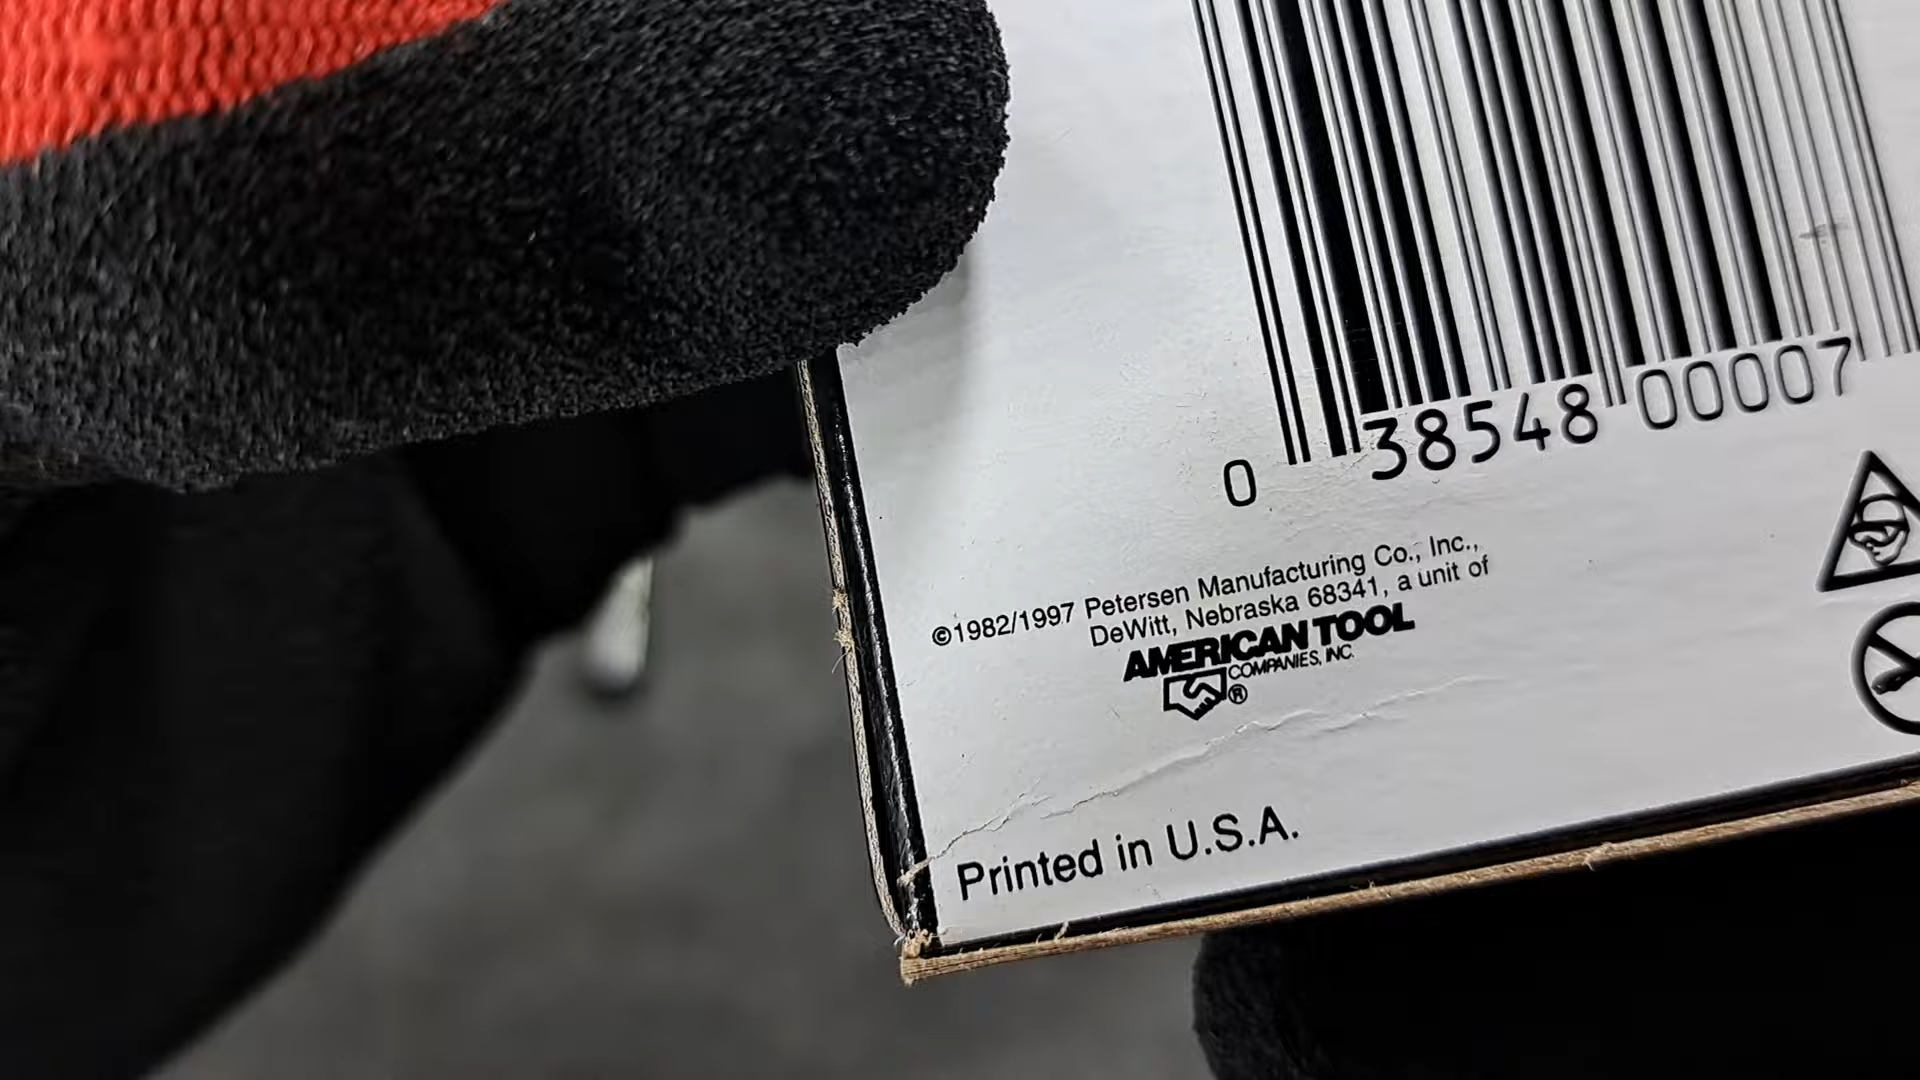 0 38548 00007
©1982/1997 Petersen Manufacturing Co., Inc.,
DeWitt, Nebraska 68341, a unit of
AMERICAN TOOL
COMPANIES, INC.
®
Printed in U.S.A.